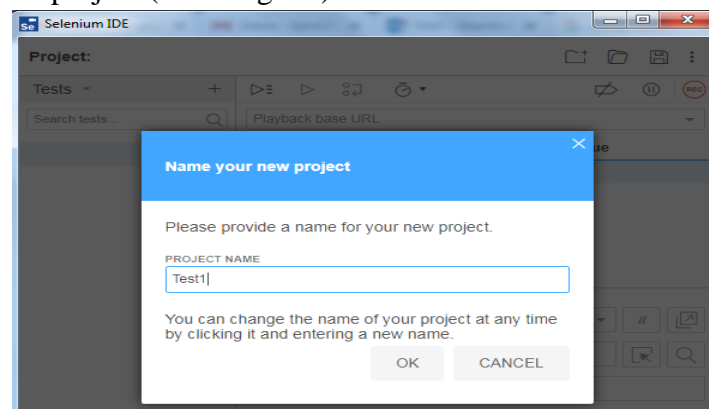 Selenium IDE
Project:
Tests
Search tests...
Playback base URL
ue
Name your new project
Please provide a name for your new project.
PROJECT NAME
Test1
You can change the name of your project at any time
by clicking it and entering a new name.
OK CANCEL
REC
//